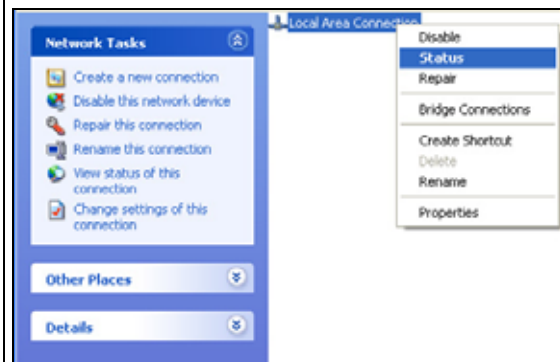 Network Tasks
Create a new connection
Disable this network device
Repair this connection
Rename this connection
View status of this
connection
Change settings of this
connection
Other Places
Details
Local Area Connection
Disable
Status
Repair
Bridge Connections
Create Shortcut
Delete
Rename
Properties